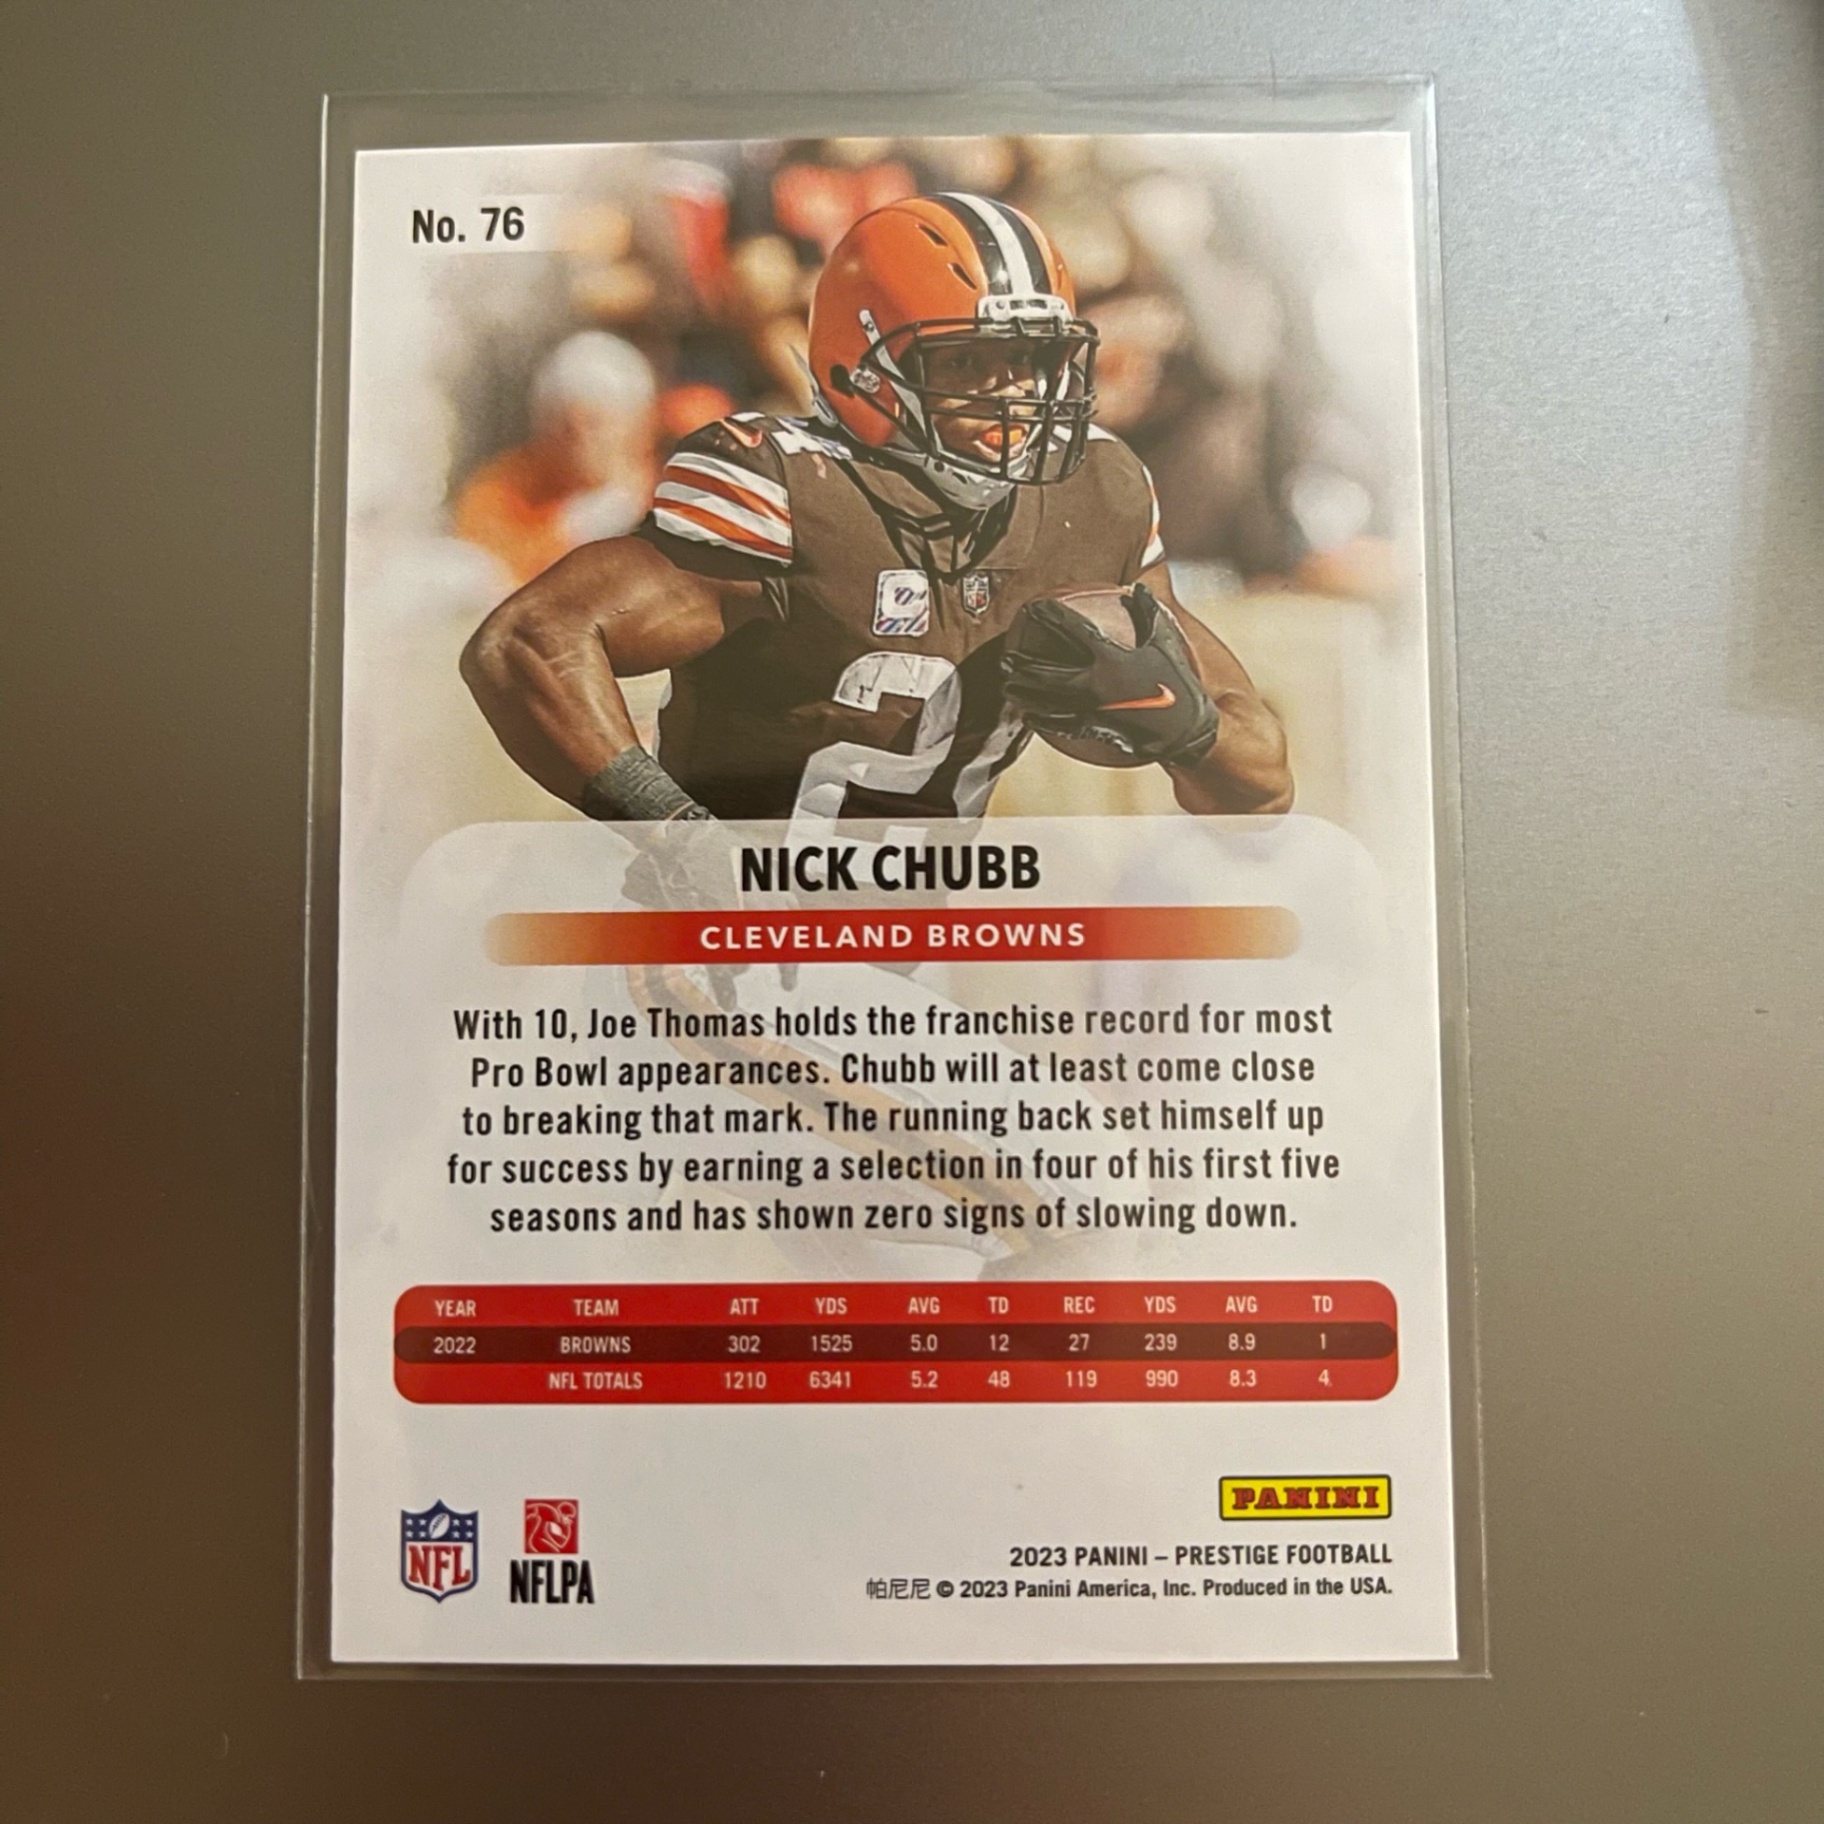 No. 76
2
NICK CHUBB
CLEVELAND BROWNS
With 10, Joe Thomas holds the franchise record for most
Pro Bowl appearances. Chubb will at least come close
to breaking that mark. The running back set himself up
for success by earning a selection in four of his first five
seasons and has shown zero signs of slowing down.
YEAR TEAM ATT YDS AVG TD REC YDS AVG TD
2022 BROWNS 302 1525 5.0 12 27 239 8.9 1
NFL TOTALS 1210 6341 5.2 48 119 990 8.3 4
PANINI
NFL
NFLPA
2023 PANINI – PRESTIGE FOOTBALL
帕尼尼 © 2023 Panini America, Inc. Produced in the USA.